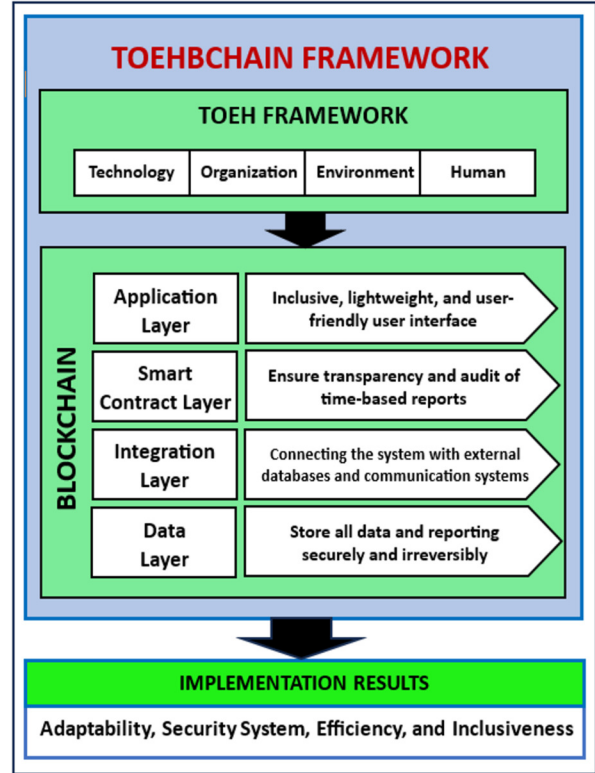 TOEHBCHAIN FRAMEWORK
TOEH FRAMEWORK
Technology
Organization
Environment
Human
BLOCKCHAIN
Application
Layer
Inclusive, lightweight, and user-
friendly user interface
Smart
Contract Layer
Ensure transparency and audit of
time-based reports
Integration
Layer
Connecting the system with external
databases and communication systems
Data
Layer
Store all data and reporting
securely and irreversibly
IMPLEMENTATION RESULTS
Adaptability, Security System, Efficiency, and Inclusiveness